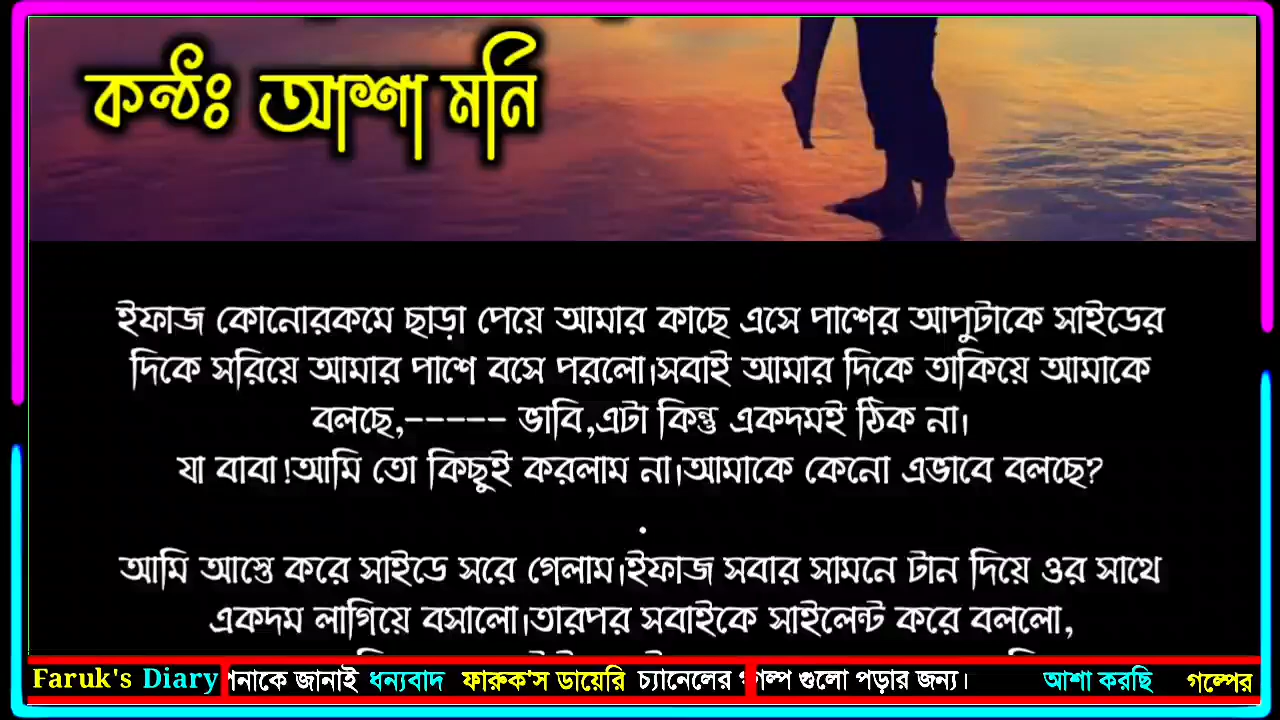 কন্ঠঃ আশা মনি
ইফাজ কোনোরকমে ছাড়া পেয়ে আমার কাছে এসে পাশের আপুটাকে সাইডের
দিকে সরিয়ে আমার পাশে বসে পরলো।সবাই আমার দিকে তাকিয়ে আমাকে
বলছে,----- ভাবি,এটা কিন্তু একদমই ঠিক না।
যা বাবা!আমি তো কিছুই করলাম না।আমাকে কেনো এভাবে বলছে?
.
আমি আস্তে করে সাইডে সরে গেলাম।ইফাজ সবার সামনে টান দিয়ে ওর সাথে
একদম লাগিয়ে বসালো।তারপর সবাইকে সাইলেন্ট করে বললো,
Faruk's Diary পনাকে জানাই ধন্যবাদ ফারুক'স ডায়েরি চ্যানেলের গল্প গুলো পড়ার জন্য। আশা করছি গল্পের